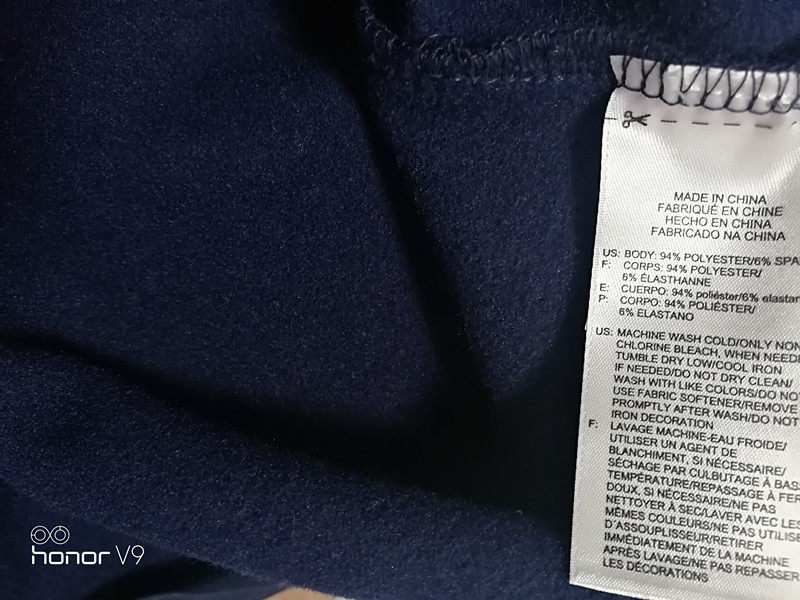 MADE IN CHINA
FABRIQUÉ EN CHINE
HECHO EN CHINA
FABRICADO NA CHINA
US: BODY: 94% POLYESTER/6% SPA
F: CORPS: 94% POLYESTER/
6% ÉLASTHANNE
E: CUERPO: 94% poliéster/6% elastan
P: CORPO: 94% POLIÉSTER/
6% ELASTANO
US: MACHINE WASH COLD/ONLY NON
CHLORINE BLEACH, WHEN NEEDE
TUMBLE DRY LOW/COOL IRON
IF NEEDED/DO NOT DRY CLEAN/
WASH WITH LIKE COLORS/DO NOT
USE FABRIC SOFTENER/REMOVE
PROMPTLY AFTER WASH/DO NOT
IRON DECORATION
F: LAVAGE MACHINE-EAU FROIDE/
UTILISER UN AGENT DE
BLANCHIMENT, SI NÉCESSAIRE/
SÉCHAGE PAR CULBUTAGE À BAS
TEMPÉRATURE/REPASSAGE À FER
DOUX, SI NÉCESSAIRE/NE PAS
NETTOYER À SEC/LAVER AVEC LES
MÊMES COULEURS/NE PAS UTILISE
D'ASSOUPLISSEUR/RETIRER
IMMÉDIATEMENT DE LA MACHINE
APRÈS LAVAGE/NE PAS REPASSER
LES DÉCORATIONS
honor V9